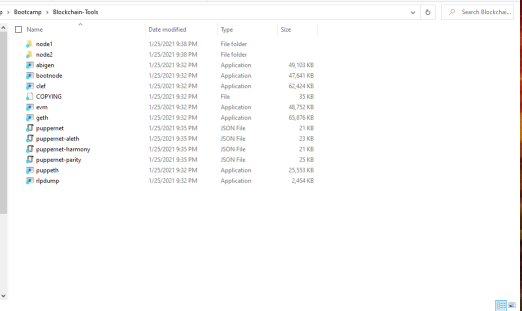 p › Bootcamp › Blockchain-Tools Search Blockchai...
Name Date modified Type Size
node1 1/25/2021 9:38 PM File folder
node2 1/25/2021 9:38 PM File folder
abigen 1/25/2021 9:32 PM Application 49,103 KB
bootnode 1/25/2021 9:32 PM Application 47,641 KB
clef 1/25/2021 9:32 PM Application 62,424 KB
COPYING 1/25/2021 9:32 PM File 35 KB
evm 1/25/2021 9:32 PM Application 48,752 KB
geth 1/25/2021 9:32 PM Application 65,876 KB
puppernet 1/25/2021 9:35 PM JSON File 21 KB
puppernet-aleth 1/25/2021 9:35 PM JSON File 23 KB
puppernet-harmony 1/25/2021 9:35 PM JSON File 21 KB
puppernet-parity 1/25/2021 9:35 PM JSON File 25 KB
puppeth 1/25/2021 9:32 PM Application 25,553 KB
rlpdump 1/25/2021 9:32 PM Application 2,454 KB